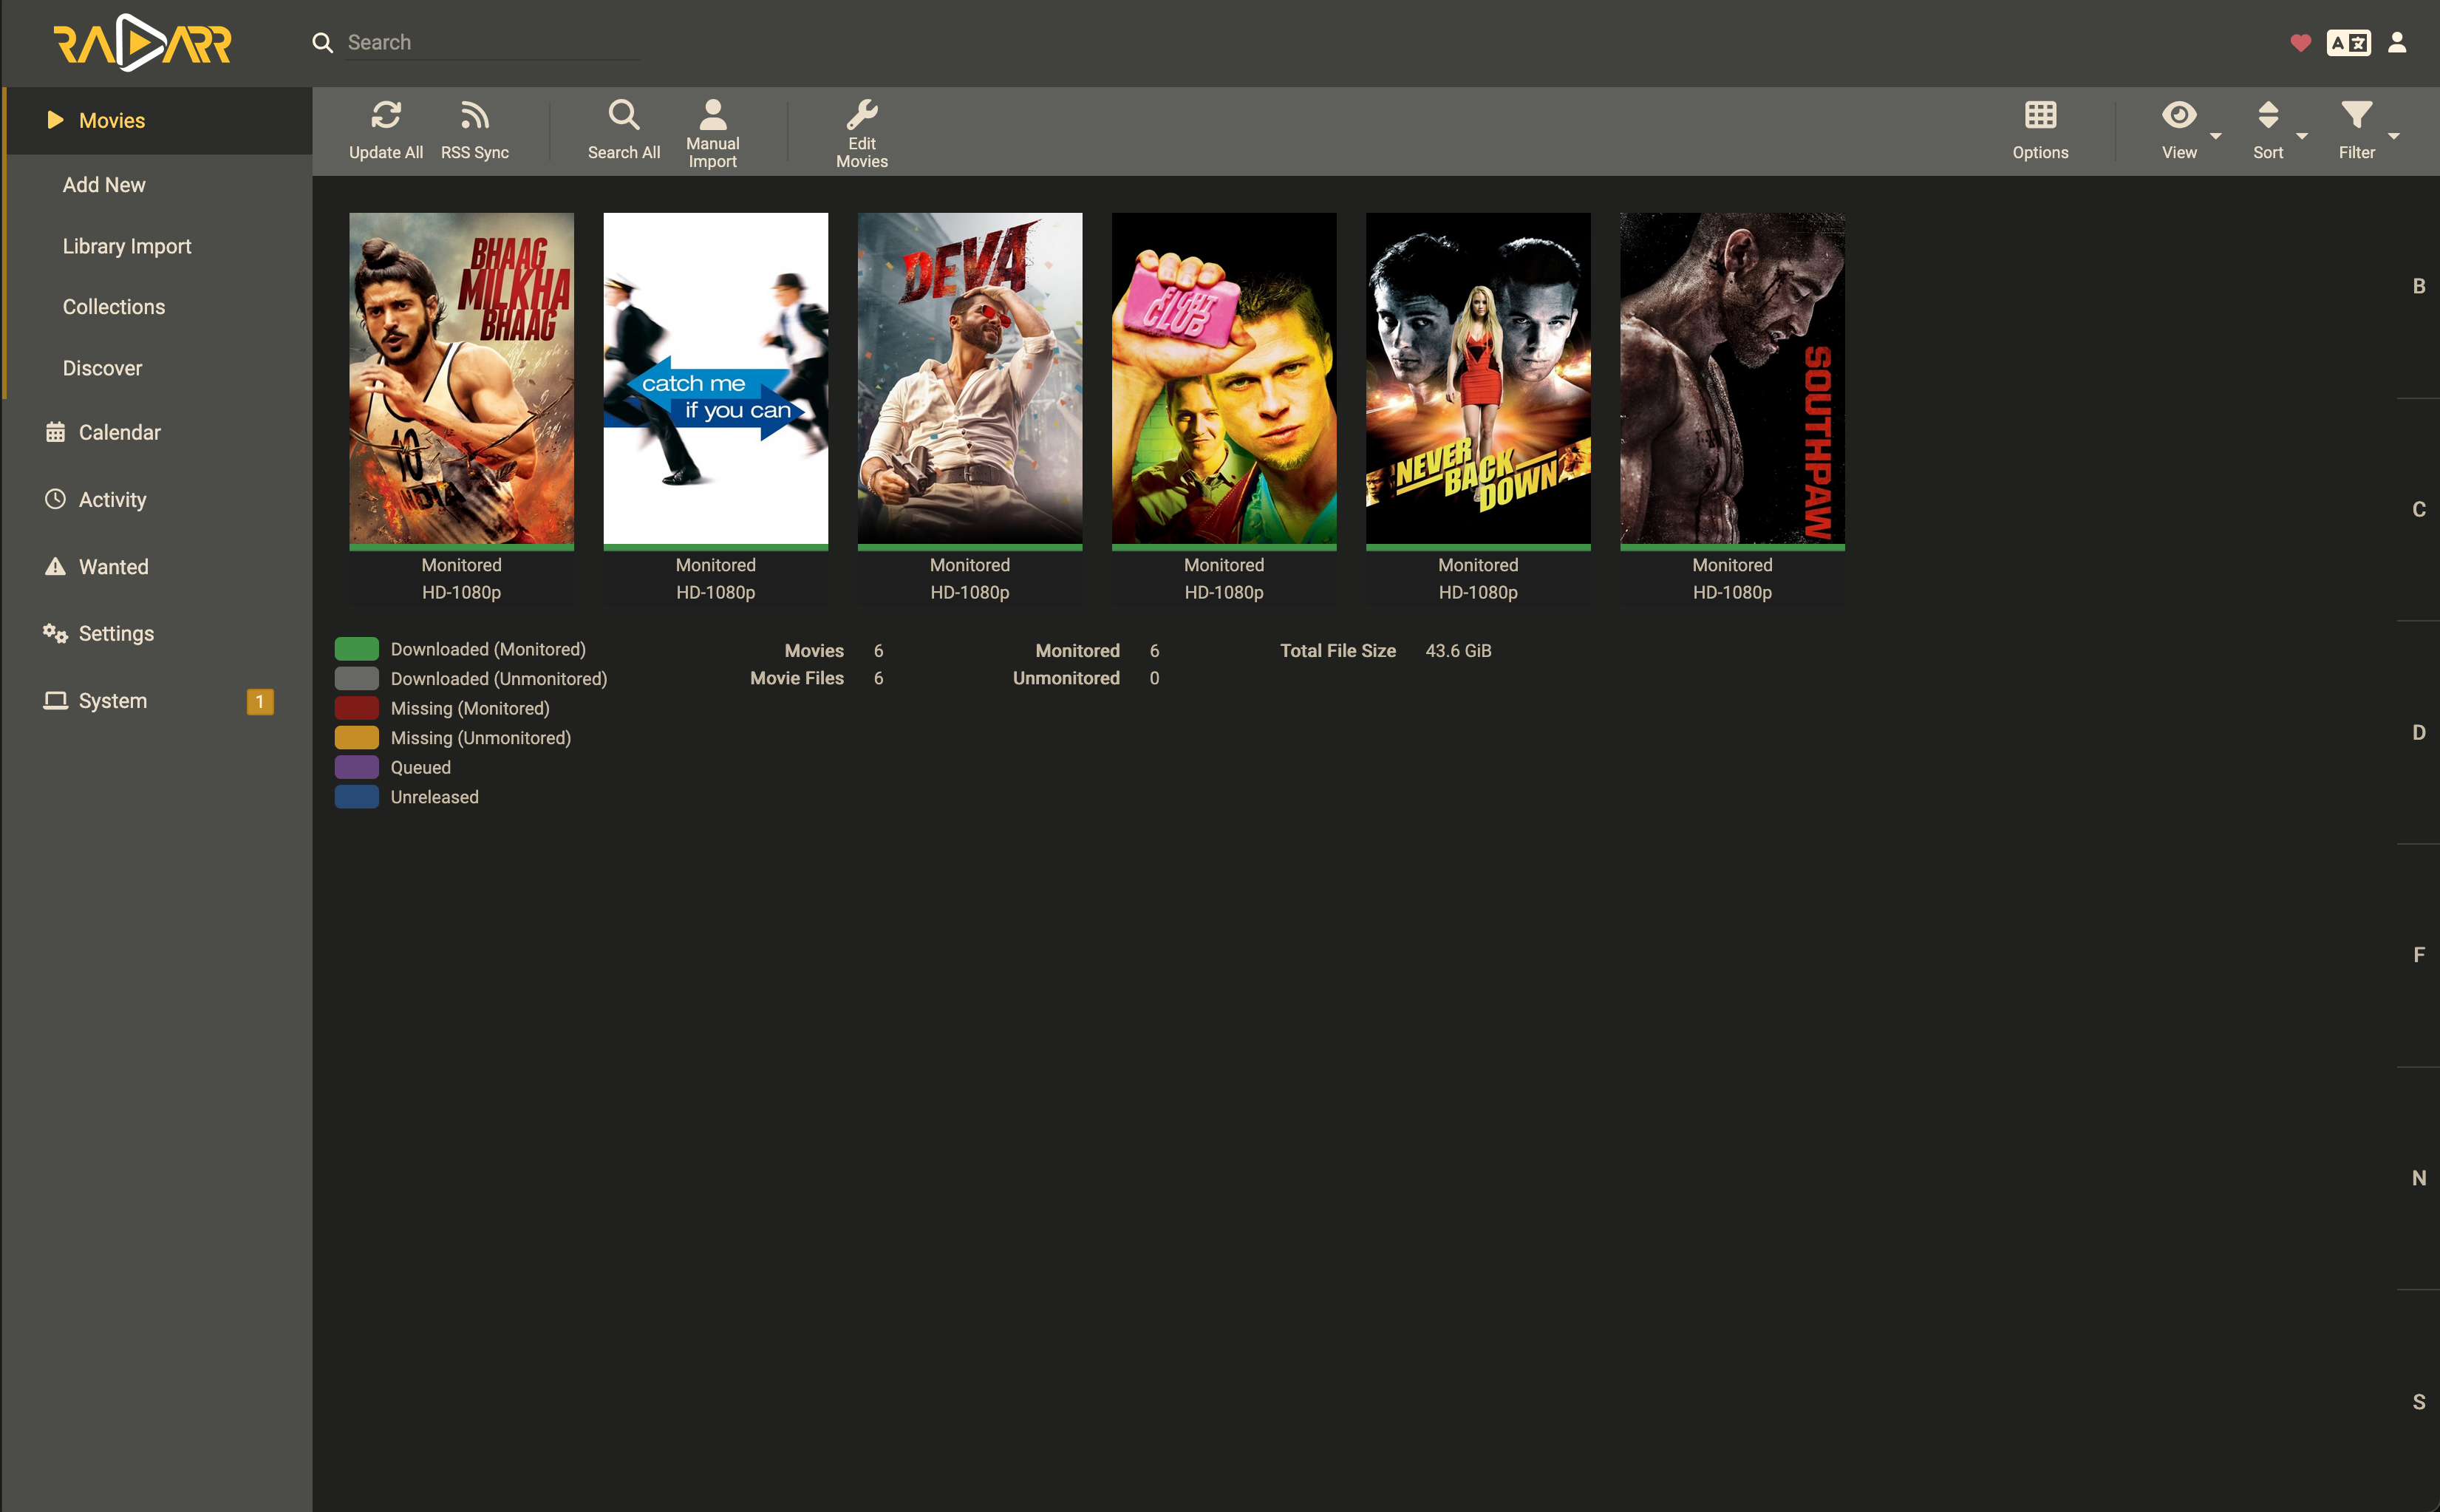 RADARR
Search
A 文
Movies
Add New
Library Import
Collections
Discover
Calendar
Activity
Wanted
Settings
System 1
Update All
RSS Sync
Search All
Manual
Import
Edit
Movies
Options
View
Sort
Filter
BHAAG
MILKHA
BHAAG
10
INDIA
Monitored
HD-1080p
catch me
if you can
Monitored
HD-1080p
DEVA
Monitored
HD-1080p
FIGHT
CLUB
Monitored
HD-1080p
NEVER
BACK
DOWN
Monitored
HD-1080p
SOUTHPAW
Monitored
HD-1080p
Downloaded (Monitored)
Downloaded (Unmonitored)
Missing (Monitored)
Missing (Unmonitored)
Queued
Unreleased
Movies 6
Movie Files 6
Monitored 6
Unmonitored 0
Total File Size 43.6 GiB
B
C
D
F
N
S